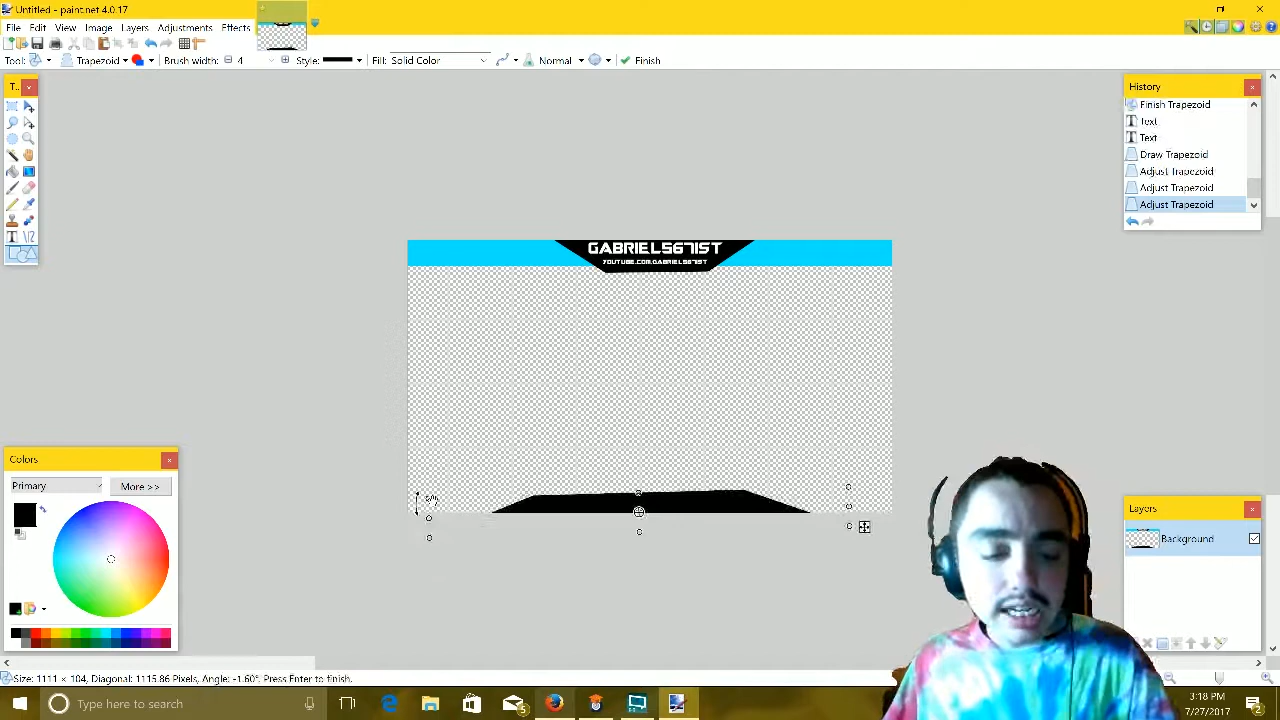 Untitled - paint.net 4.0.17
File Edit View Image Layers Adjustments Effects
Tool: Trapezoid Brush width: 4 Style: Fill: Solid Color Normal Finish
T..
History
Finish Trapezoid
Text
Text
Draw Trapezoid
Adjust Trapezoid
Adjust Trapezoid
Adjust Trapezoid
GABRIEL5671ST
YOUTUBE.COM/GABRIEL5671ST
Colors
Primary
More >>
Layers
Background
Size: 1111 × 104, Diagonal: 1115.86 Pixels, Angle: -1.60°. Press Enter to finish.
Type here to search
5
3:18 PM
7/27/2017
2